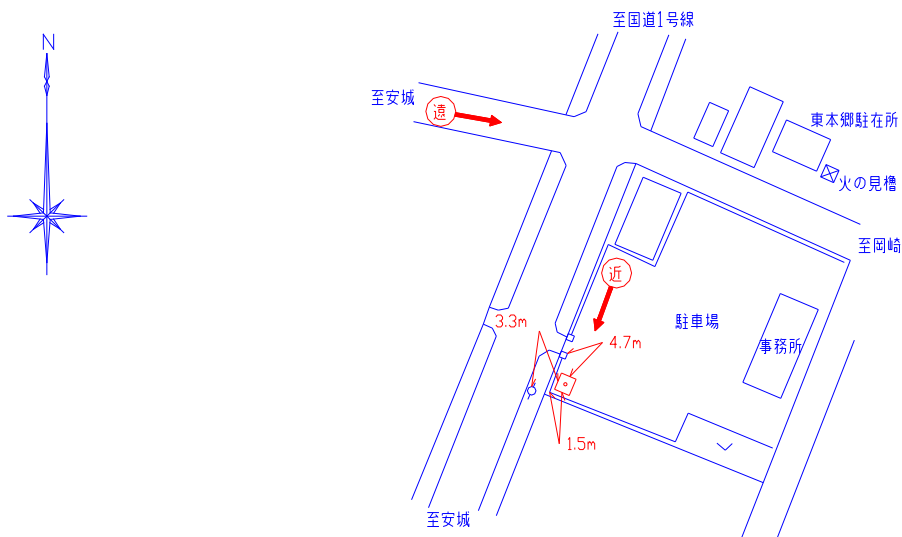 至国道1号線
N
至安城
遠
東本郷駐在所
火の見櫓
至岡崎
近
3.3m
駐車場
4.7m
事務所
1.5m
至安城